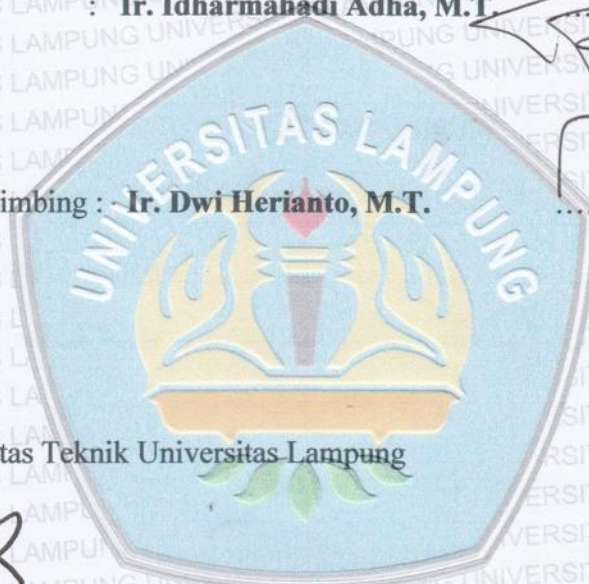 : Ir. Idharmahadi Adha, M.T.
UNIVERSITAS LAMPUNG
imbing : Ir. Dwi Herianto, M.T. ....
tas Teknik Universitas Lampung